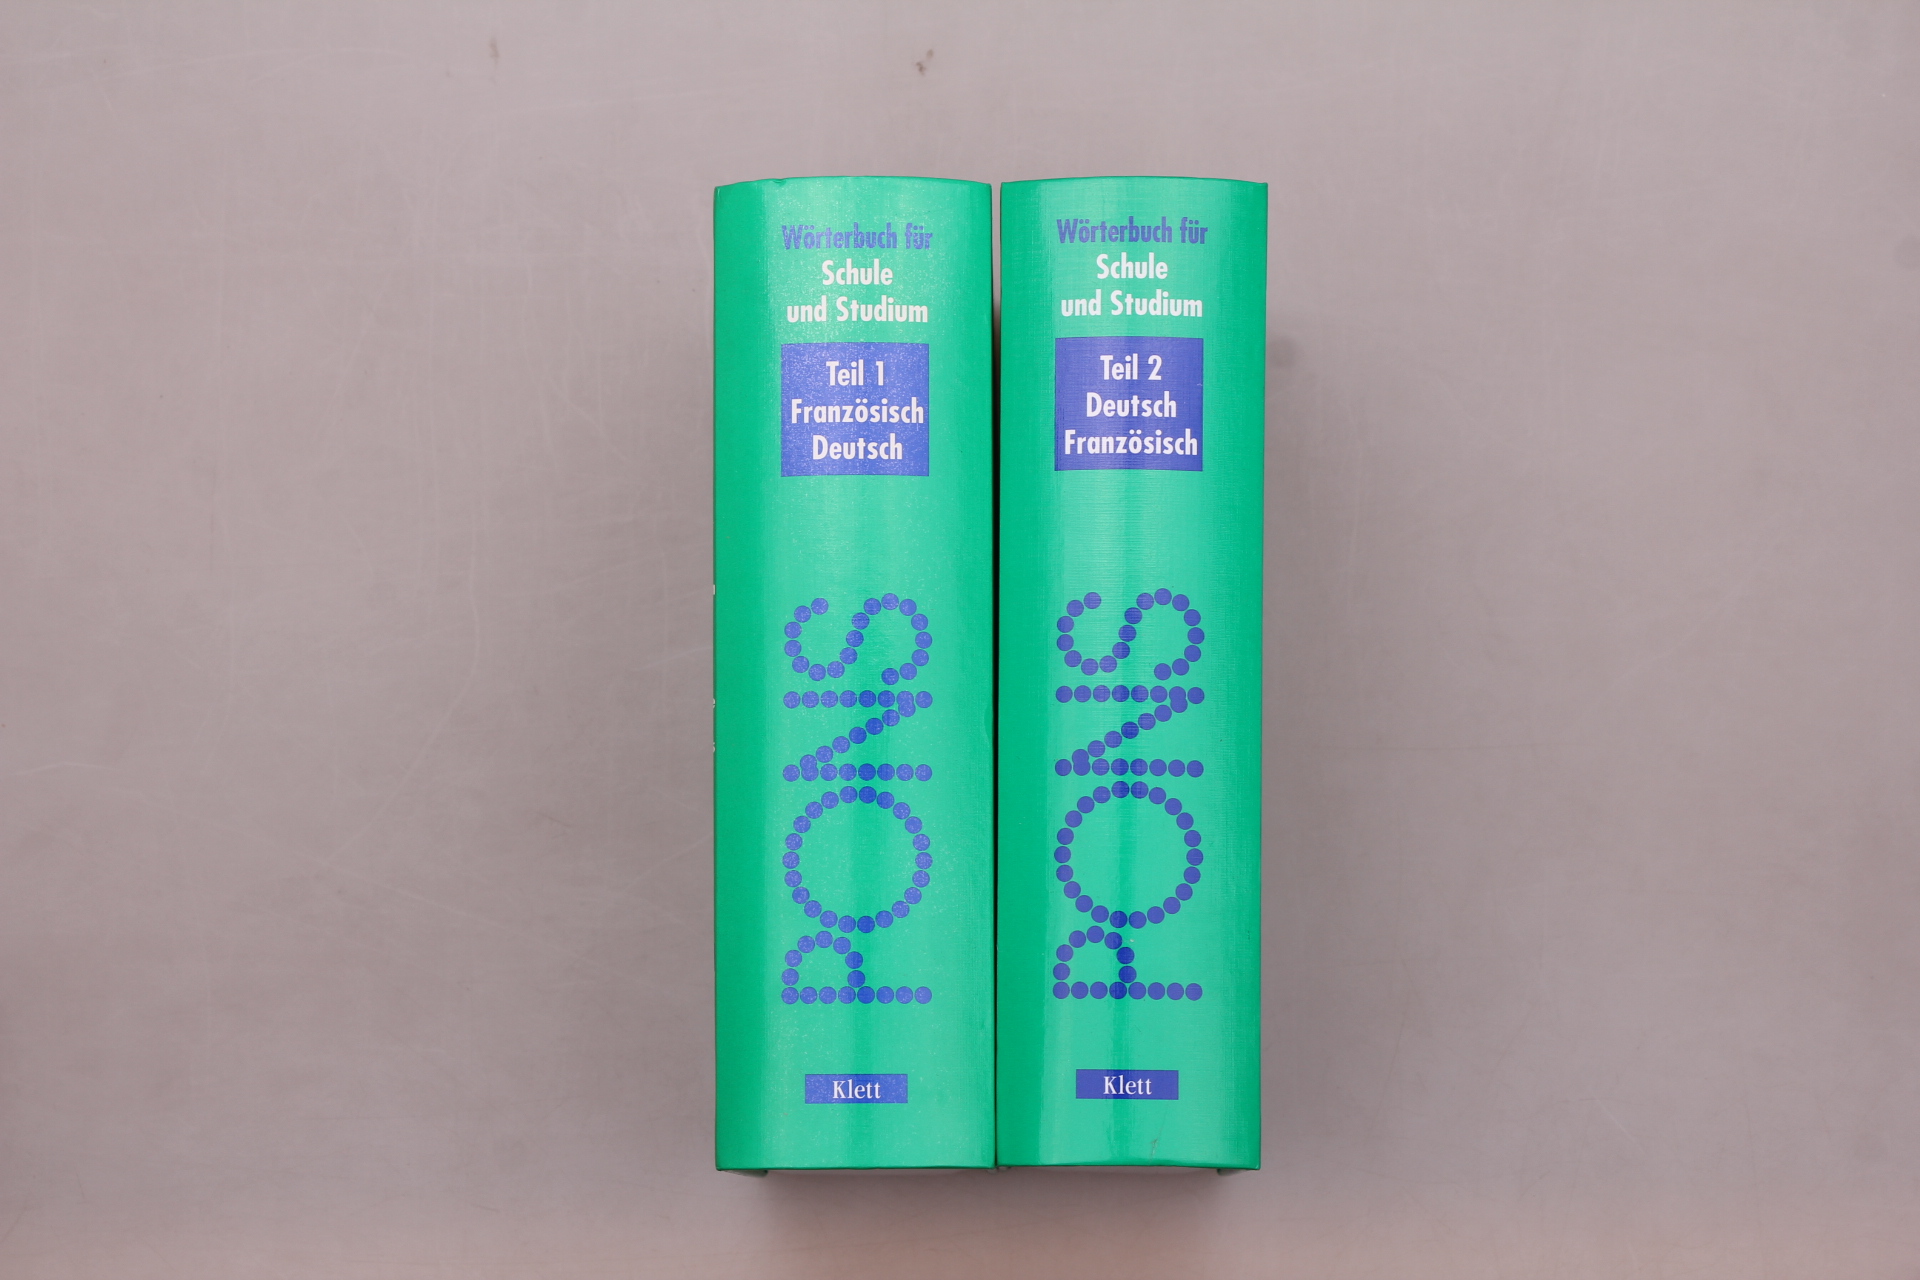 Wörterbuch für
Schule
und Studium
Teil 1
Französisch
Deutsch
PONS
Klett
Wörterbuch für
Schule
und Studium
Teil 2
Deutsch
Französisch
PONS
Klett